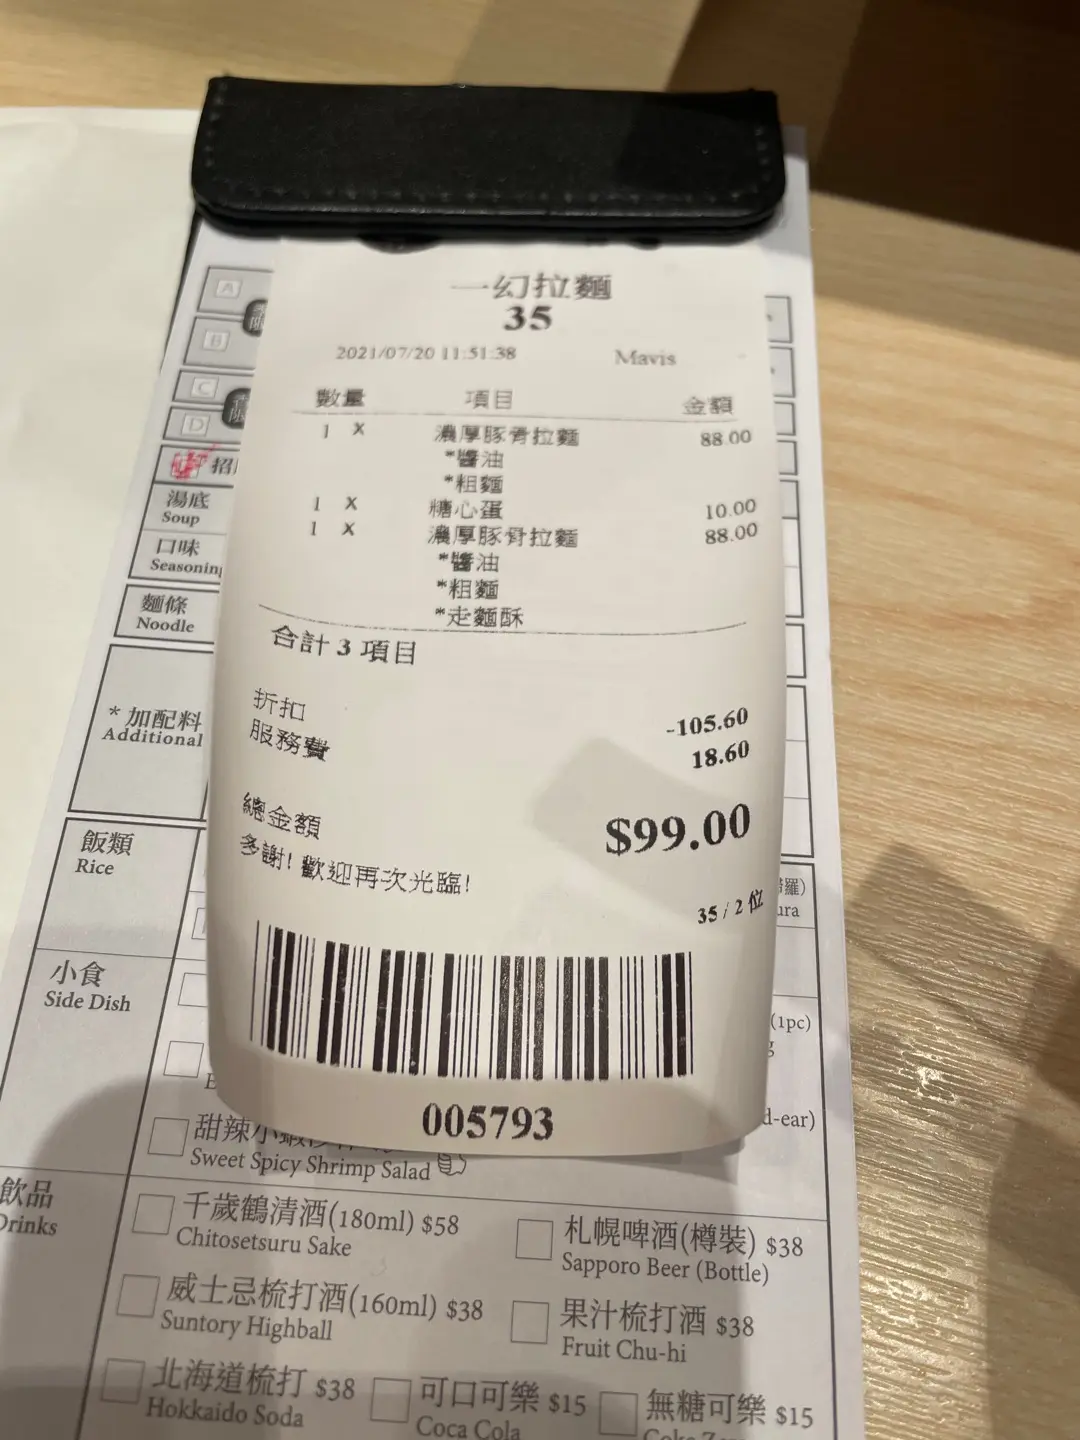 一幻拉麵
35
2021/07/20 11:51:38 Mavis
數量 項目 金額
1 X 濃厚豚骨拉麵 88.00
*醬油
*粗麵
1 X 糖心蛋 10.00
1 X 濃厚豚骨拉麵 88.00
*醬油
*粗麵
*走麵酥
合計 3 項目
折扣 -105.60
服務費 18.60
總金額 $99.00
多謝! 歡迎再次光臨!
35 / 2 位
005793
A
B
C
D
招
湯底
Soup
口味
Seasoning
麵條
Noodle
* 加配料
Additional
飯類
Rice
小食
Side Dish
(1pc)
d-ear)
甜辣小蝦
Sweet Spicy Shrimp Salad
飲品
Drinks
千歲鶴清酒(180ml) $58
Chitosetsuru Sake
札幌啤酒(樽裝) $38
Sapporo Beer (Bottle)
威士忌梳打酒(160ml) $38
Suntory Highball
果汁梳打酒 $38
Fruit Chu-hi
北海道梳打 $38
Hokkaido Soda
可口可樂 $15
Coca Cola
無糖可樂 $15